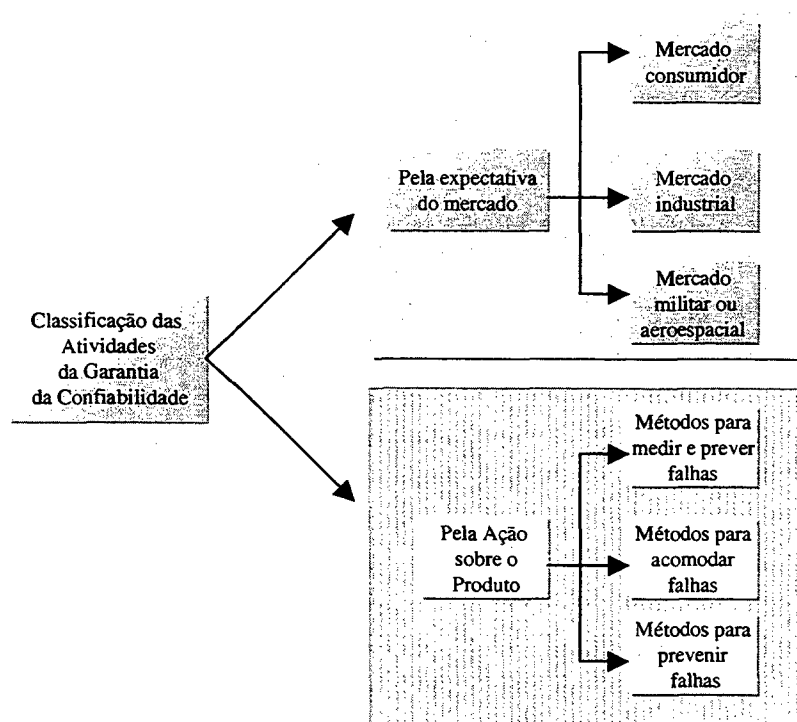 Mercado
consumidor
Pela expectativa
do mercado
Mercado
industrial
Mercado
militar ou
aeroespacial
Classificação das
Atividades
da Garantia
da Confiabilidade
Métodos para
medir e prever
falhas
Pela Ação
sobre o
Produto
Métodos para
acomodar
falhas
Métodos para
prevenir
falhas